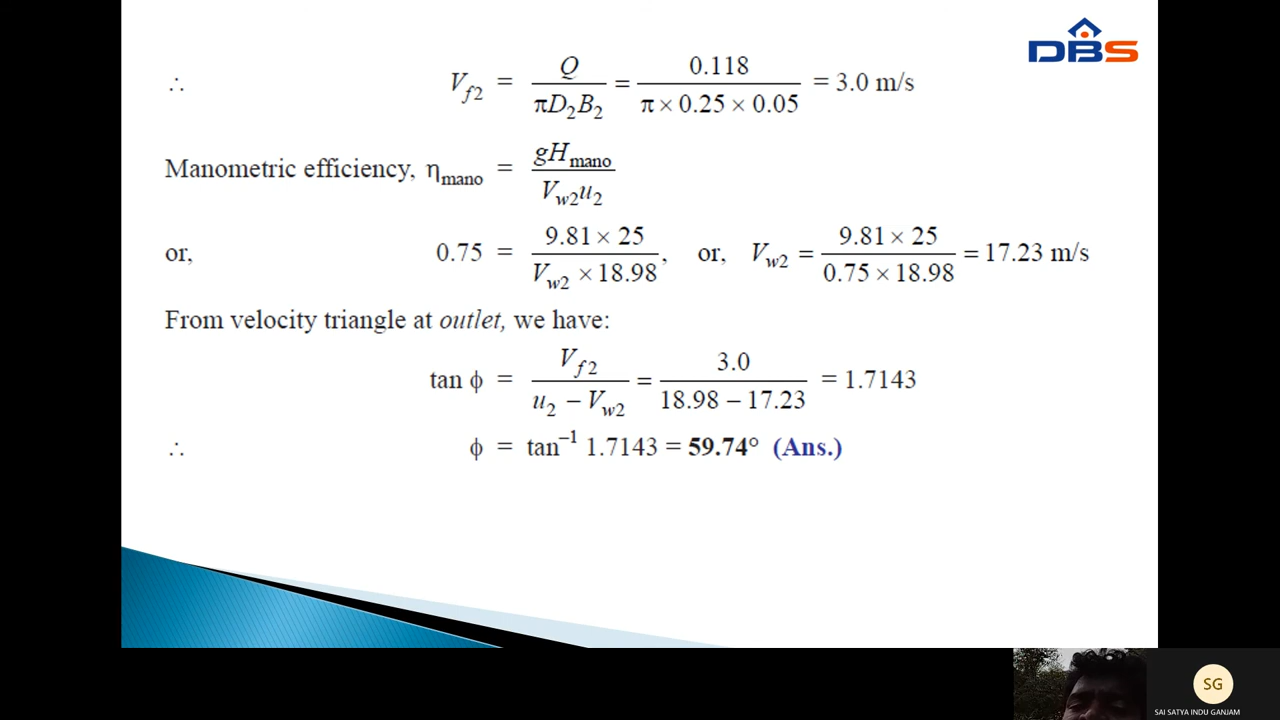 DBS
∴ V_f2 = Q / πD₂B₂ = 0.118 / π × 0.25 × 0.05 = 3.0 m/s
Manometric efficiency, η_mano = gH_mano / V_w2 u₂
or, 0.75 = 9.81 × 25 / V_w2 × 18.98, or, V_w2 = 9.81 × 25 / 0.75 × 18.98 = 17.23 m/s
From velocity triangle at outlet, we have:
tan ϕ = V_f2 / u₂ – V_w2 = 3.0 / 18.98 – 17.23 = 1.7143
∴ ϕ = tan⁻¹ 1.7143 = 59.74° (Ans.)
SG
SAI SATYA INDU GANJAM